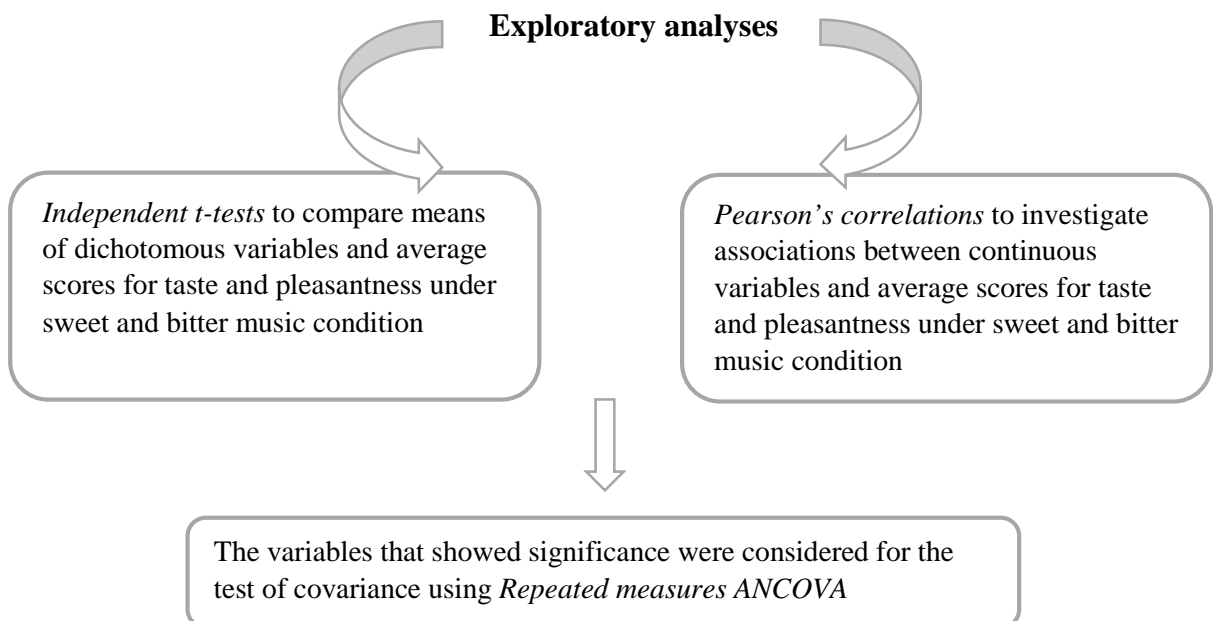 Exploratory analyses
Independent t-tests to compare means
of dichotomous variables and average
scores for taste and pleasantness under
sweet and bitter music condition
Pearson’s correlations to investigate
associations between continuous
variables and average scores for taste
and pleasantness under sweet and bitter
music condition
The variables that showed significance were considered for the
test of covariance using Repeated measures ANCOVA